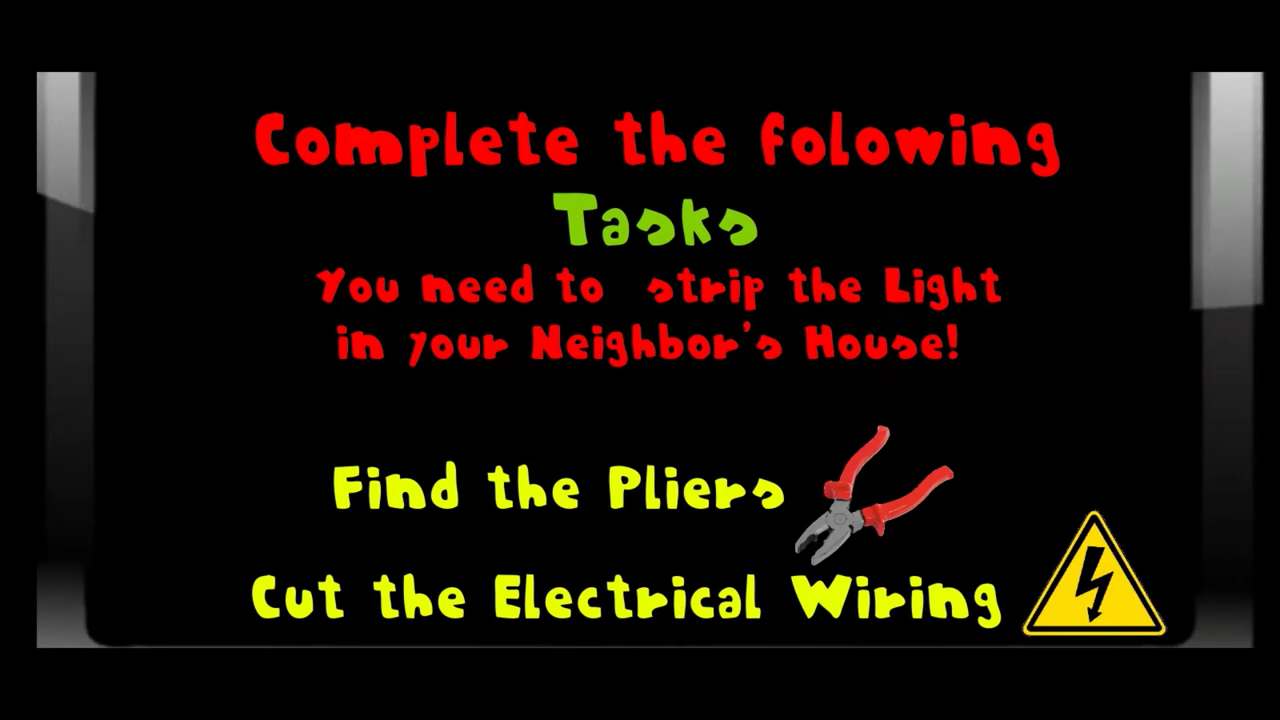 Complete the folowing
Tasks
You need to strip the Light
in your Neighbor's House!
Find the Pliers
Cut the Electrical Wiring